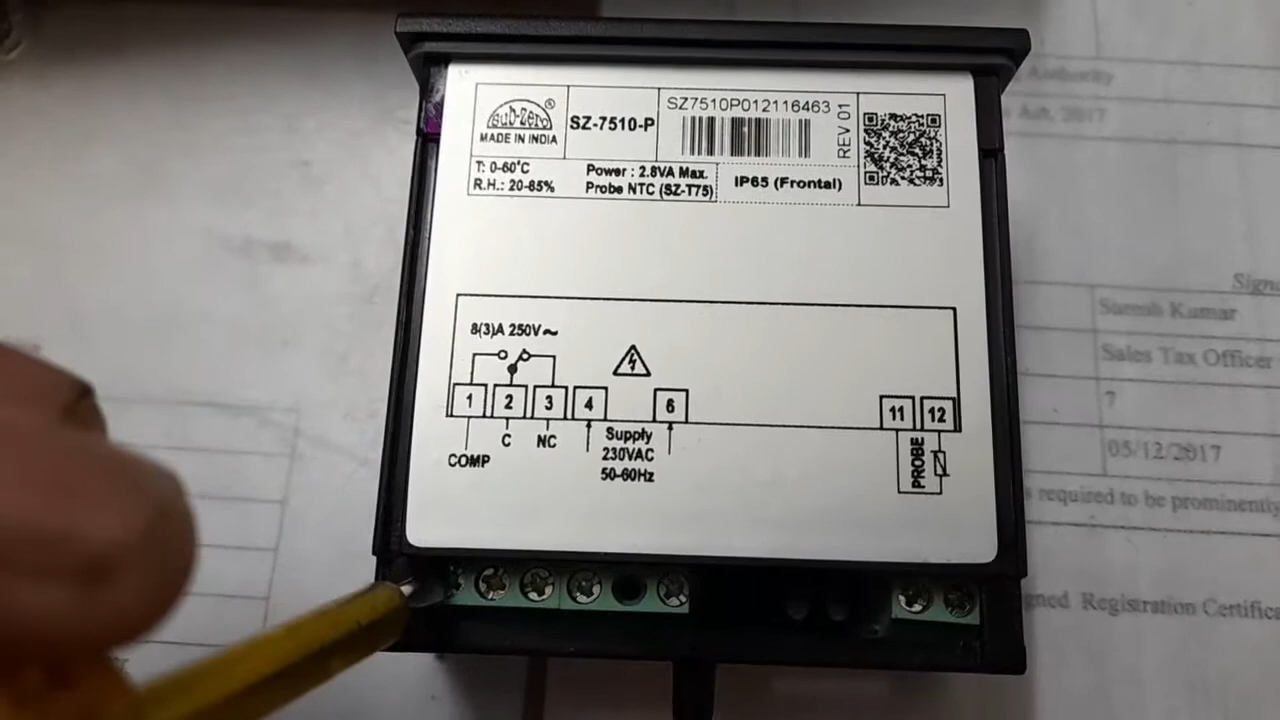 Sub-Zero®
MADE IN INDIA
SZ-7510-P
SZ7510P012116463
REV 01
T: 0-60°C
R.H.: 20-85%
Power : 2.8VA Max.
Probe NTC (SZ-T75)
IP65 (Frontal)
8(3)A 250V~
1 2 3 4 6 11 12
COMP
C
NC
Supply
230VAC
50-60Hz
PROBE
Authority
Act, 2017
Kumar
Sales Tax Officer
7
05/12/2017
required to be prominently
Registration Certifica